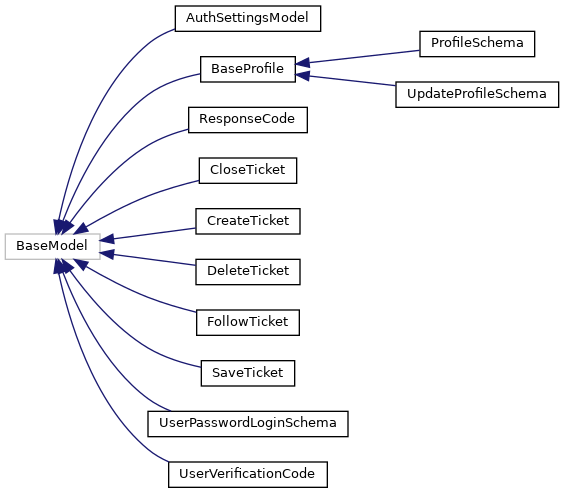 AuthSettingsModel
ProfileSchema
BaseProfile
UpdateProfileSchema
ResponseCode
CloseTicket
CreateTicket
BaseModel
DeleteTicket
FollowTicket
SaveTicket
UserPasswordLoginSchema
UserVerificationCode